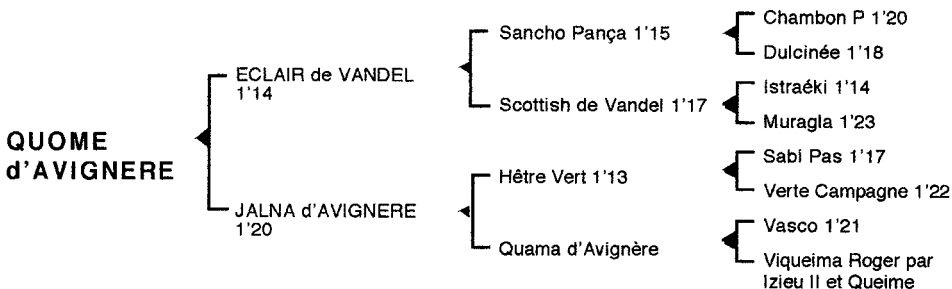 Chambon P 1'20
Sancho Pança 1'15
Dulcinée 1'18
ECLAIR de VANDEL
1'14
Istraéki 1'14
Scottish de Vandel 1'17
Muragla 1'23
QUOME
d'AVIGNERE
Sabi Pas 1'17
Hêtre Vert 1'13
Verte Campagne 1'22
JALNA d'AVIGNERE
1'20
Vasco 1'21
Quama d'Avignère
Viqueima Roger par
Izieu II et Queime